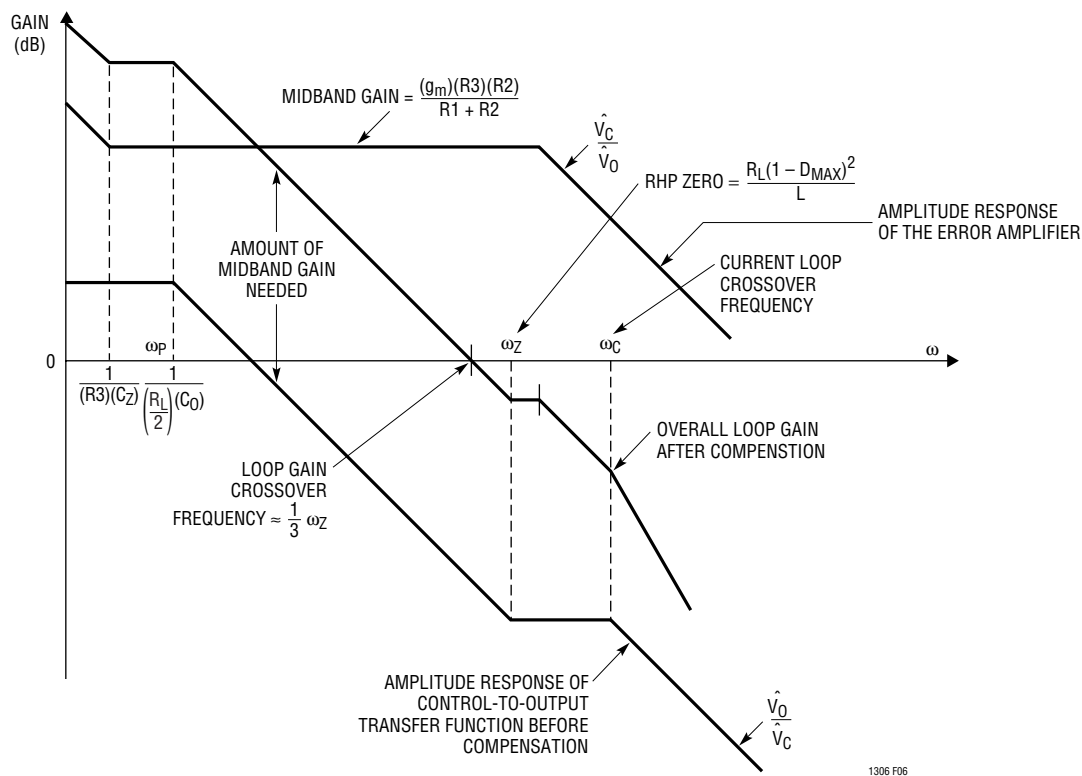 GAIN
(dB)
MIDBAND GAIN = (gm)(R3)(R2)
R1 + R2
V̂C
V̂O
RHP ZERO = RL(1 – DMAX)²
L
AMPLITUDE RESPONSE
OF THE ERROR AMPLIFIER
AMOUNT OF
MIDBAND GAIN
NEEDED
CURRENT LOOP
CROSSOVER
FREQUENCY
0
ωP
ωZ
ωC
ω
1
(R3)(CZ)
1
(RL
2)(CO)
LOOP GAIN
CROSSOVER
FREQUENCY ≈ 1
3 ωZ
OVERALL LOOP GAIN
AFTER COMPENSTION
AMPLITUDE RESPONSE OF
CONTROL-TO-OUTPUT
TRANSFER FUNCTION BEFORE
COMPENSATION
V̂O
V̂C
1306 F06